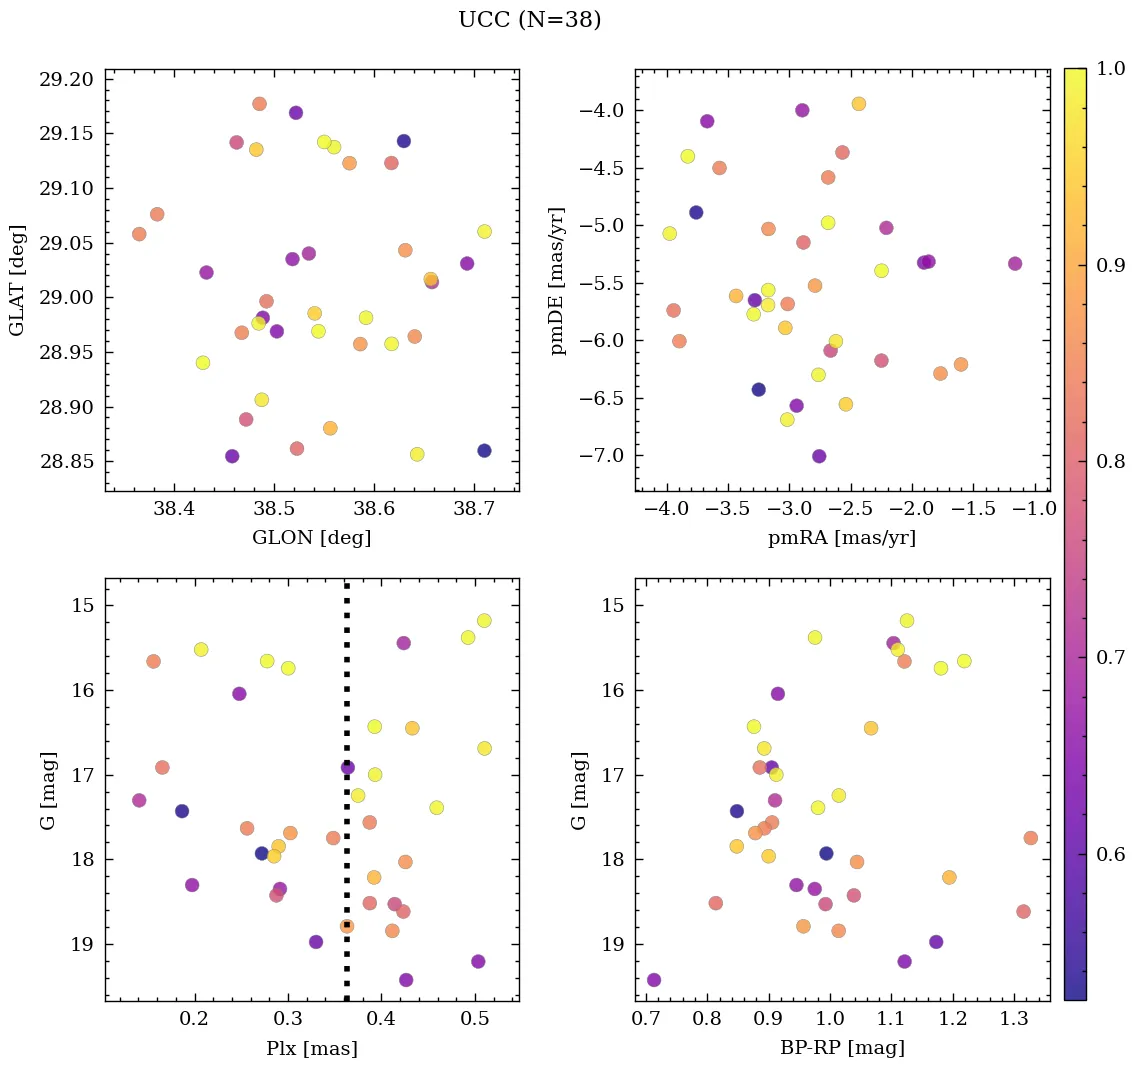 UCC (N=38)
29.20
29.15
29.10
29.05
29.00
28.95
28.90
28.85
GLAT [deg]
38.4 38.5 38.6 38.7
GLON [deg]
−4.0
−4.5
−5.0
−5.5
−6.0
−6.5
−7.0
pmDE [mas/yr]
−4.0 −3.5 −3.0 −2.5 −2.0 −1.5 −1.0
pmRA [mas/yr]
15
16
17
18
19
G [mag]
0.2 0.3 0.4 0.5
Plx [mas]
15
16
17
18
19
G [mag]
0.7 0.8 0.9 1.0 1.1 1.2 1.3
BP-RP [mag]
1.0
0.9
0.8
0.7
0.6